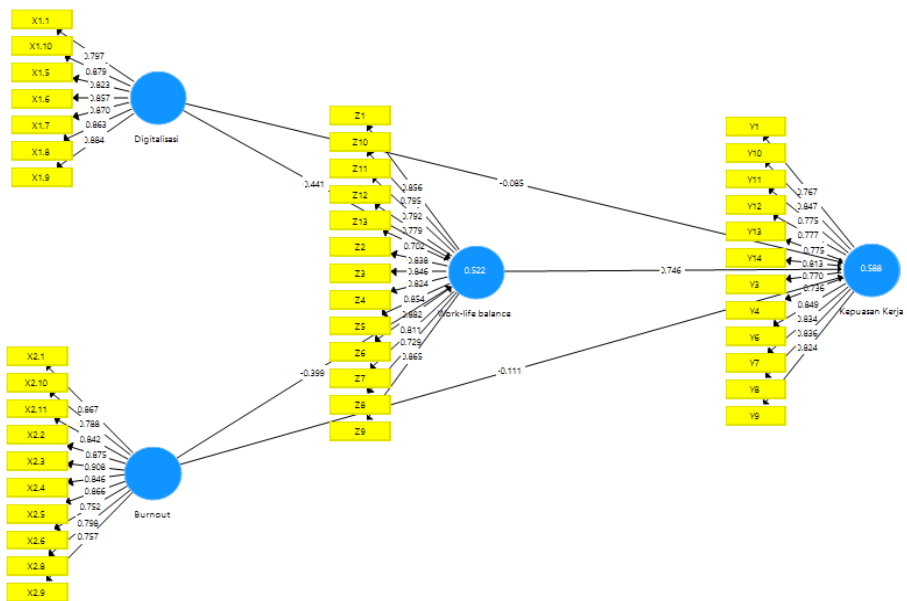 X1.1
X1.10
X1.5
X1.6
X1.7
X1.8
X1.9
0.797
0.879
0.823
0.857
0.870
0.863
0.884
Digitalisasi
X2.1
X2.10
X2.11
X2.2
X2.3
X2.4
X2.5
X2.6
X2.8
X2.9
0.867
0.788
0.842
0.875
0.908
0.846
0.866
0.752
0.798
0.757
Burnout
0.441
-0.399
-0.085
0.746
-0.111
Z1
Z10
Z11
Z12
Z13
Z2
Z3
Z4
Z5
Z6
Z7
Z8
Z9
0.856
0.795
0.792
0.779
0.702
0.838
0.846
0.824
0.854
0.882
0.811
0.729
0.865
0.522
Work-life balance
Y1
Y10
Y11
Y12
Y13
Y14
Y3
Y4
Y6
Y7
Y8
Y9
0.767
0.847
0.775
0.777
0.775
0.813
0.770
0.736
0.849
0.834
0.836
0.824
0.588
Kepuasan Kerja